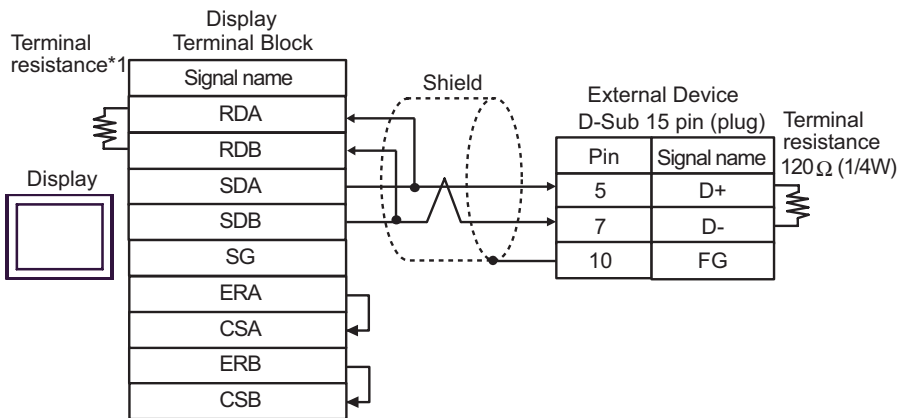 Display
Terminal Block
Terminal
resistance*1
Signal name
RDA
RDB
SDA
SDB
SG
ERA
CSA
ERB
CSB
Display
Shield
External Device
D-Sub 15 pin (plug)
Pin Signal name
5 D+
7 D-
10 FG
Terminal
resistance
120Ω (1/4W)